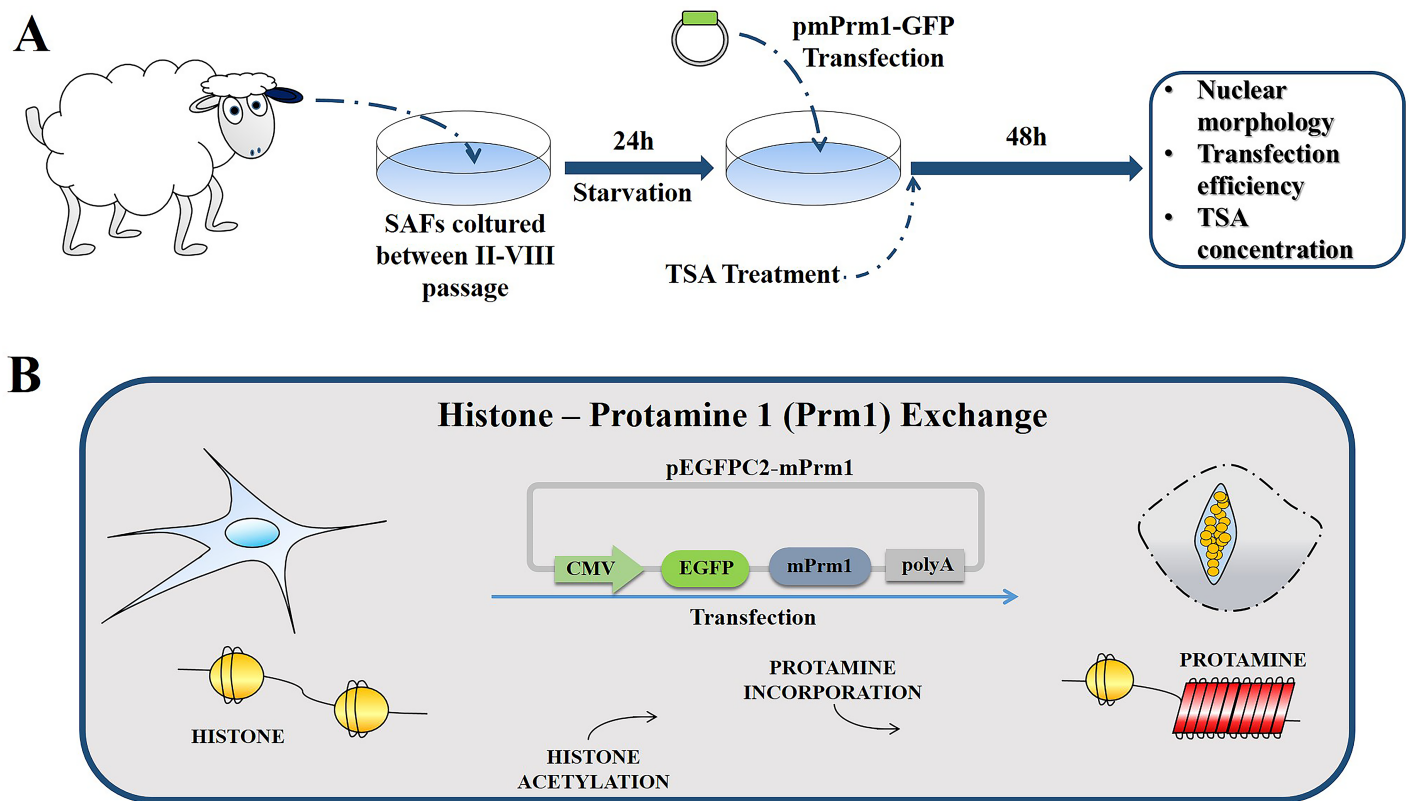 A
pmPrm1-GFP
Transfection
24h
Starvation
48h
SAFs coltured
between II-VIII
passage
TSA Treatment
• Nuclear
morphology
• Transfection
efficiency
• TSA
concentration
B
Histone – Protamine 1 (Prm1) Exchange
pEGFPC2-mPrm1
CMV
EGFP
mPrm1
polyA
Transfection
HISTONE
HISTONE
ACETYLATION
PROTAMINE
INCORPORATION
PROTAMINE